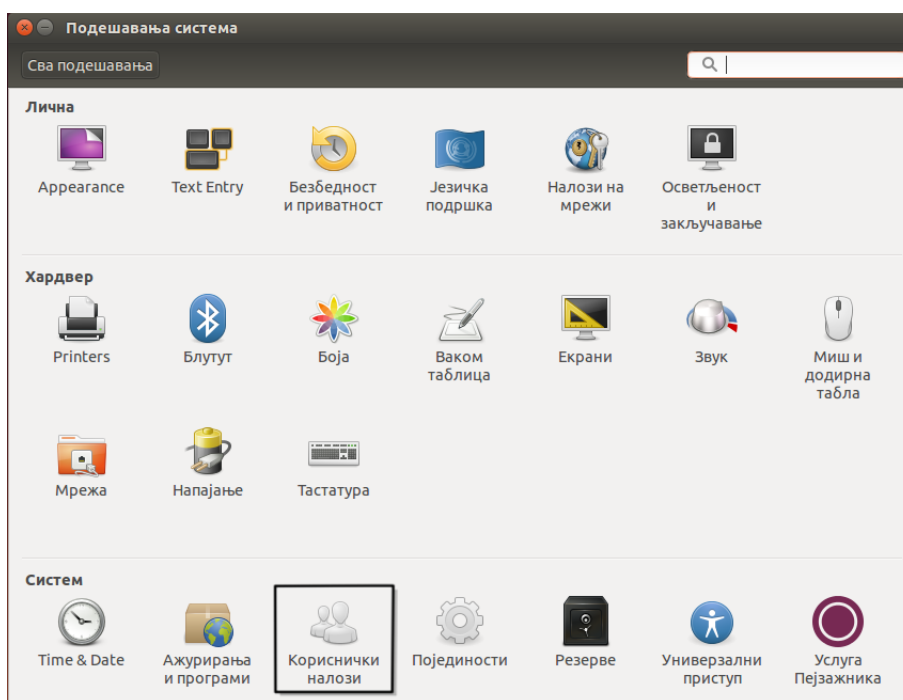 Подешавања система
Сва подешавања
Лична
Appearance
Text Entry
Безбедност
и приватност
Језичка
подршка
Налози на
мрежи
Осветљеност
и
закључавање
Хардвер
Printers
Блутут
Боја
Ваком
таблица
Екрани
Звук
Миш и
додирна
табла
Мрежа
Напајање
Тастатура
Систем
Time & Date
Ажурирања
и програми
Кориснички
налози
Појединости
Резерве
Универзални
приступ
Услуга
Пејзажника